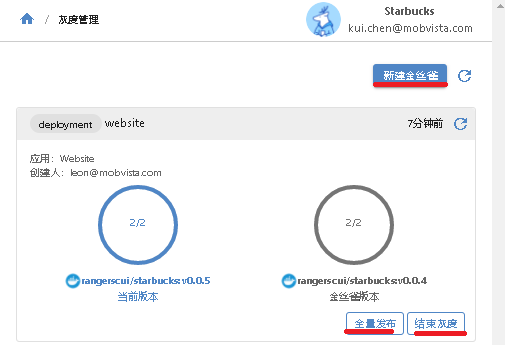 / 灰度管理
Starbucks
kui.chen@mobvista.com
新建金丝雀
deployment website
7分钟前
应用: Website
创建人: leon@mobvista.com
2/2
2/2
rangerscui/starbucks:v0.0.5
当前版本
rangerscui/starbucks:v0.0.4
金丝雀版本
全量发布
结束灰度